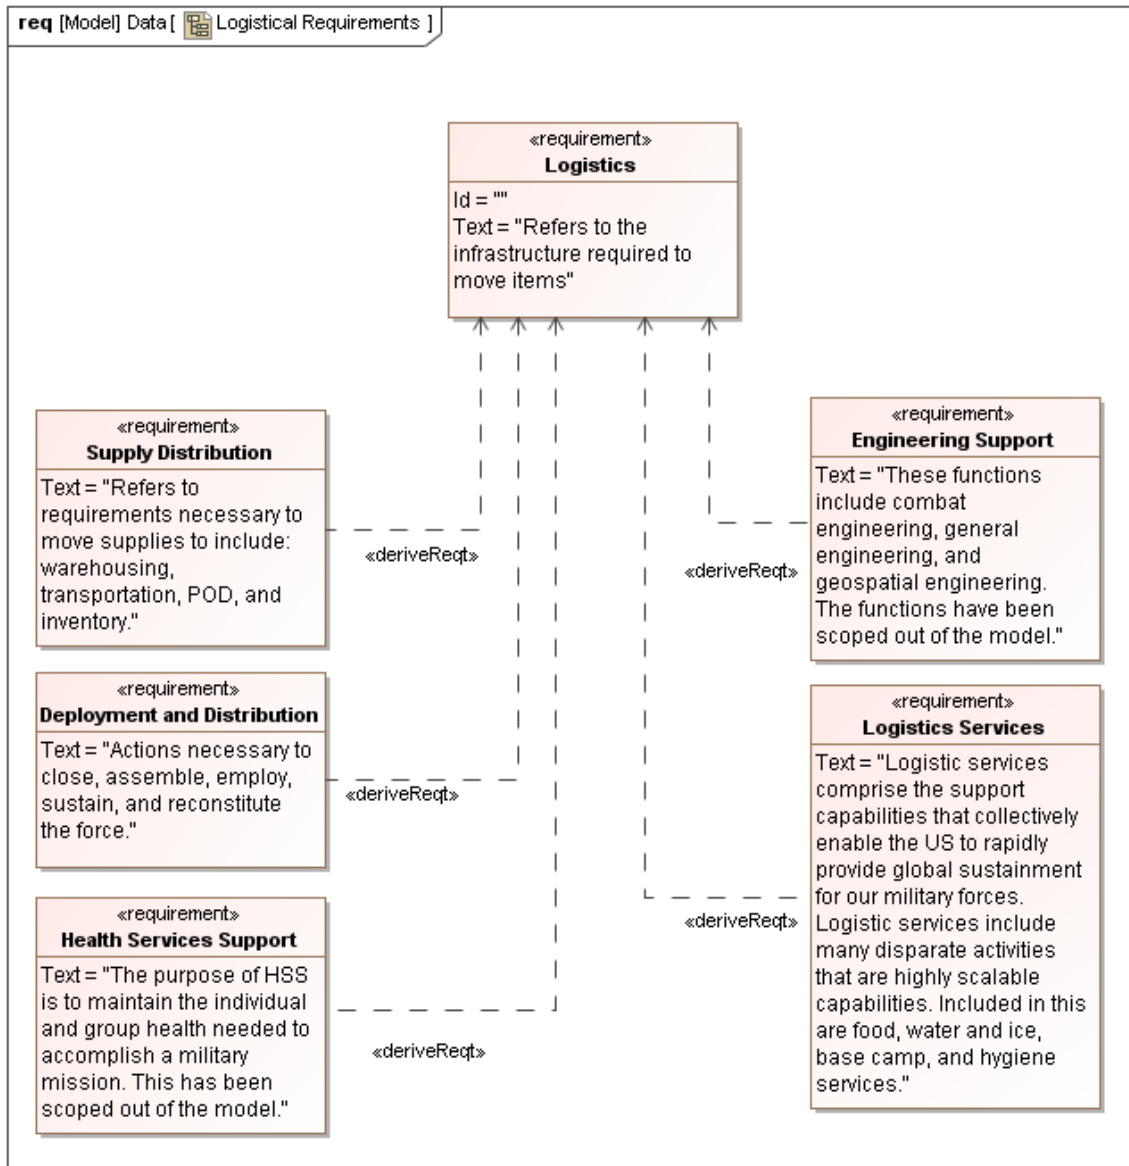 req [Model] Data [ Logistical Requirements ]
«requirement»
Logistics
Id = ""
Text = "Refers to the
infrastructure required to
move items"
«requirement»
Supply Distribution
Text = "Refers to
requirements necessary to
move supplies to include:
warehousing,
transportation, POD, and
inventory."
«deriveReqt»
«requirement»
Engineering Support
Text = "These functions
include combat
engineering, general
engineering, and
geospatial engineering.
The functions have been
scoped out of the model."
«deriveReqt»
«requirement»
Deployment and Distribution
Text = "Actions necessary to
close, assemble, employ,
sustain, and reconstitute
the force."
«deriveReqt»
«requirement»
Logistics Services
Text = "Logistic services
comprise the support
capabilities that collectively
enable the US to rapidly
provide global sustainment
for our military forces.
Logistic services include
many disparate activities
that are highly scalable
capabilities. Included in this
are food, water and ice,
base camp, and hygiene
services."
«deriveReqt»
«requirement»
Health Services Support
Text = "The purpose of HSS
is to maintain the individual
and group health needed to
accomplish a military
mission. This has been
scoped out of the model."
«deriveReqt»